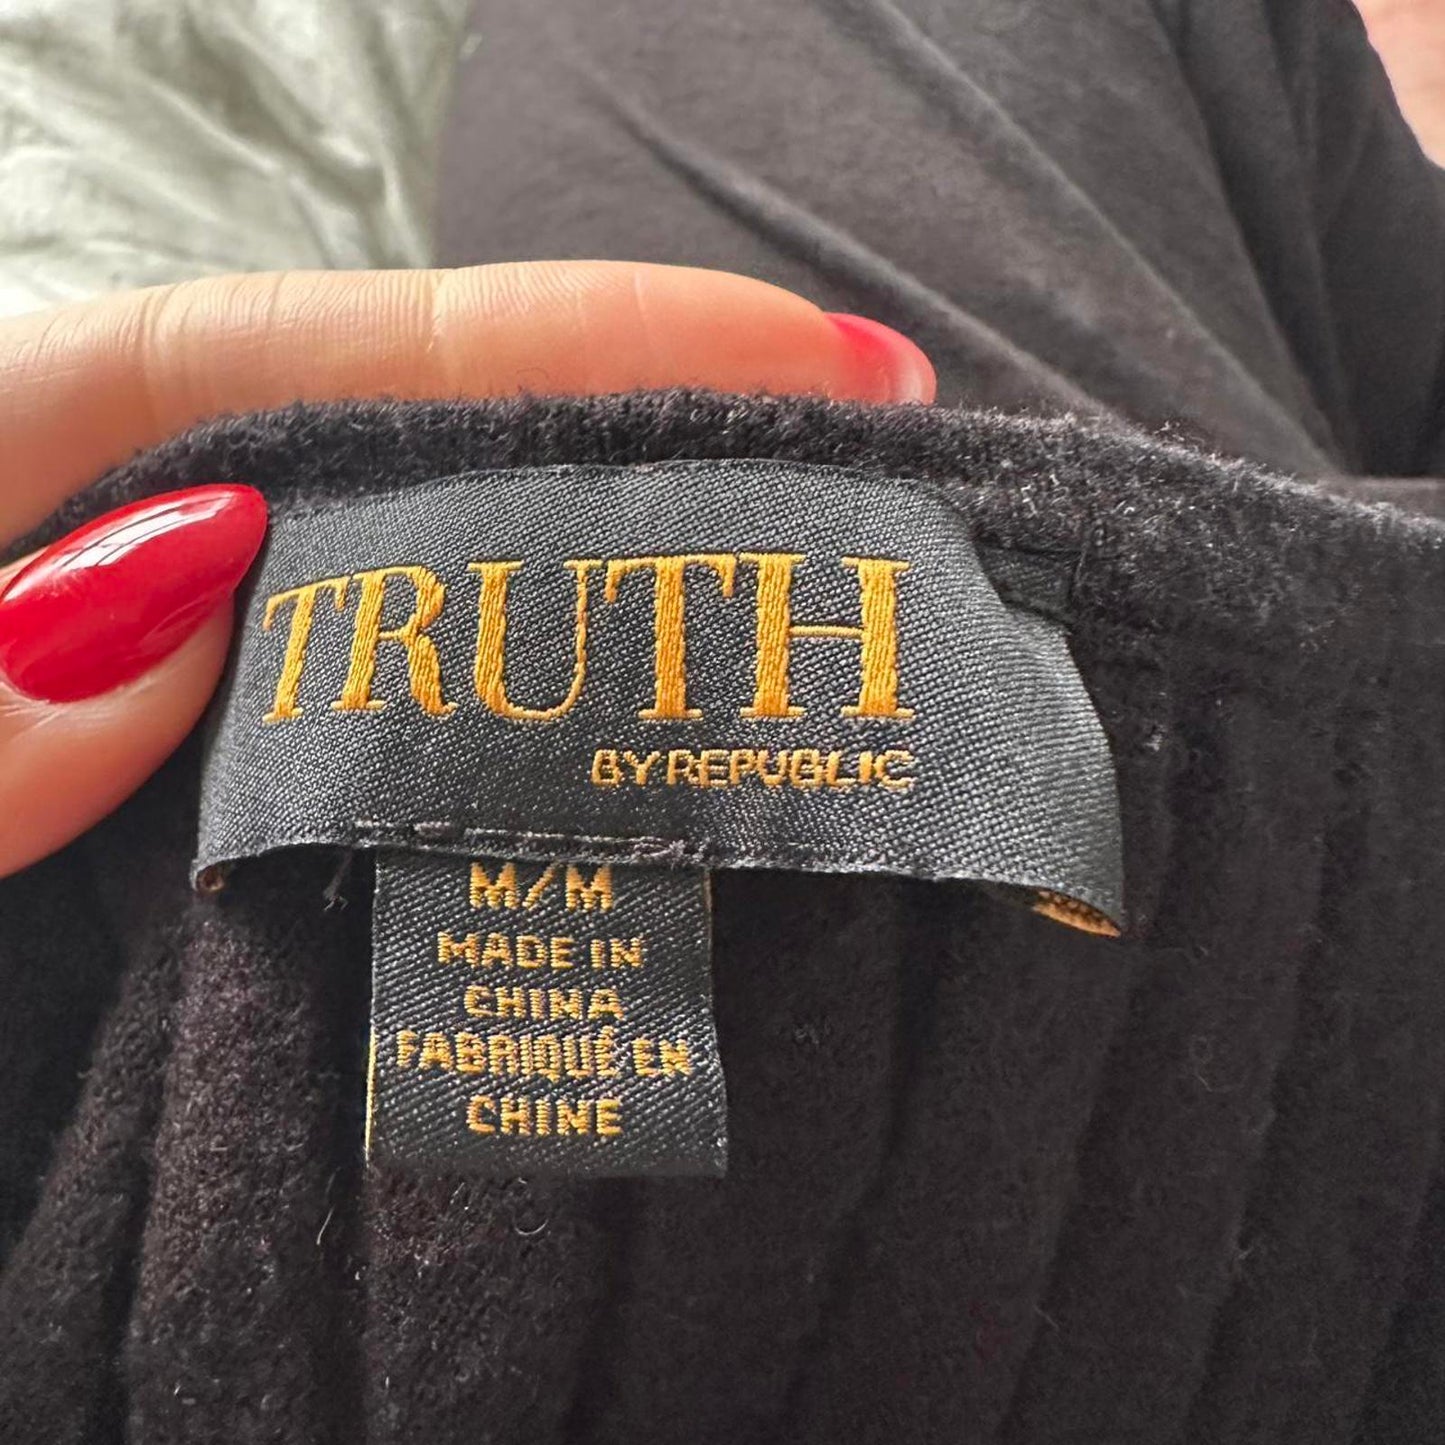 TRUTH
BY REPUBLIC
M/M
MADE IN
CHINA
FABRIQUÉ EN
CHINE